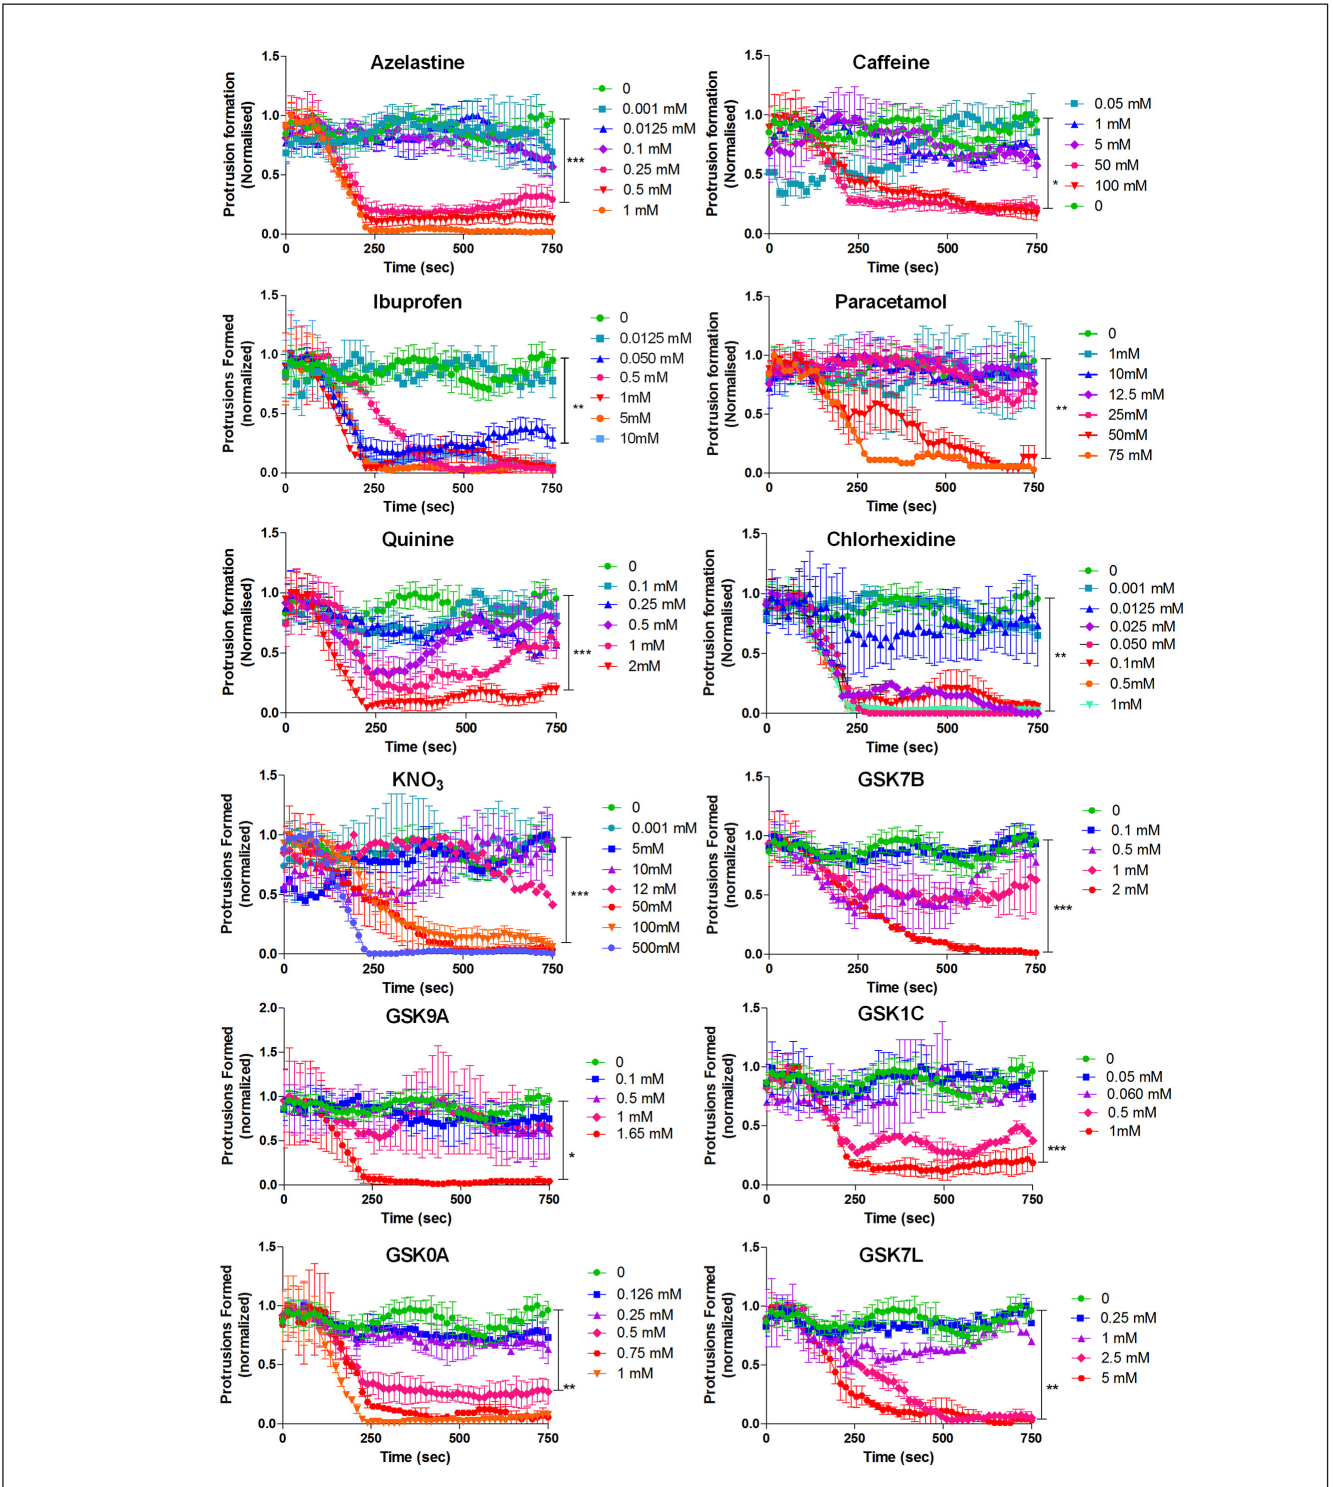 Azelastine
Protrusion formation
(Normalised)
1.5
1.0
0.5
0.0
0 250 500 750
Time (sec)
0
0.001 mM
0.0125 mM
0.1 mM
0.25 mM
0.5 mM
1 mM
***
Caffeine
Protrusion formation
(Normalised)
1.5
1.0
0.5
0.0
0 250 500 750
Time (sec)
0.05 mM
1 mM
5 mM
50 mM
100 mM
0
*
Ibuprofen
Protrusions Formed
(normalized)
1.5
1.0
0.5
0.0
0 250 500 750
Time (sec)
0
0.0125 mM
0.050 mM
0.5 mM
1mM
5mM
10mM
**
Paracetamol
Protrusion formation
(Normalised)
1.5
1.0
0.5
0.0
0 250 500 750
Time (sec)
0
1mM
10mM
12.5 mM
25mM
50mM
75 mM
**
Quinine
Protrusion formation
(Normalised)
1.5
1.0
0.5
0.0
0 250 500 750
Time (sec)
0
0.1 mM
0.25 mM
0.5 mM
1 mM
2mM
***
Chlorhexidine
Protrusion formation
(Normalised)
1.5
1.0
0.5
0.0
0 250 500 750
Time (sec)
0
0.001 mM
0.0125 mM
0.025 mM
0.050 mM
0.1mM
0.5mM
1mM
**
KNO3
Protrusions Formed
(normalized)
1.5
1.0
0.5
0.0
0 250 500 750
Time (sec)
0
0.001 mM
5mM
10mM
12 mM
50mM
100mM
500mM
***
GSK7B
Protrusions Formed
(normalized)
1.5
1.0
0.5
0.0
0 250 500 750
Time (sec)
0
0.1 mM
0.5 mM
1 mM
2 mM
***
GSK9A
Protrusions Formed
(normalized)
2.0
1.5
1.0
0.5
0.0
0 250 500 750
Time (sec)
0
0.1 mM
0.5 mM
1 mM
1.65 mM
*
GSK1C
Protrusions Formed
(normalized)
1.5
1.0
0.5
0.0
0 250 500 750
Time (sec)
0
0.05 mM
0.060 mM
0.5 mM
1mM
***
GSK0A
Protrusions Formed
(normalized)
1.5
1.0
0.5
0.0
0 250 500 750
Time (sec)
0
0.126 mM
0.25 mM
0.5 mM
0.75 mM
1 mM
**
GSK7L
Protrusions Formed
(normalized)
1.5
1.0
0.5
0.0
0 250 500 750
Time (sec)
0
0.25 mM
1 mM
2.5 mM
5 mM
**